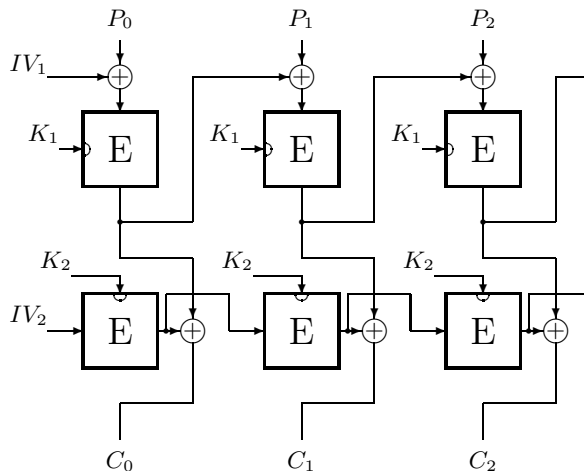 P₀ P₁ P₂
IV₁
K₁ E K₁ E K₁ E
K₂ K₂ K₂
IV₂ E E E
C₀ C₁ C₂